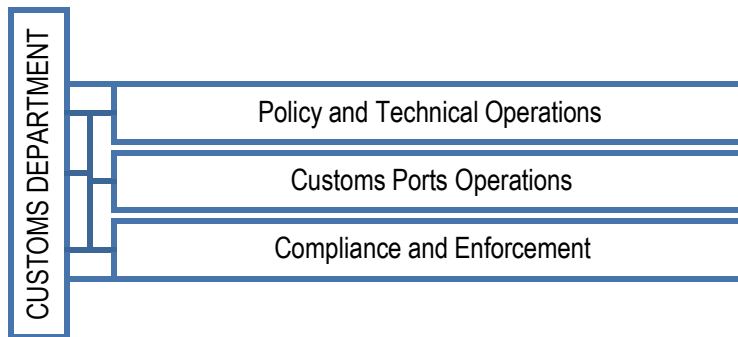 CUSTOMS DEPARTMENT
Policy and Technical Operations
Customs Ports Operations
Compliance and Enforcement